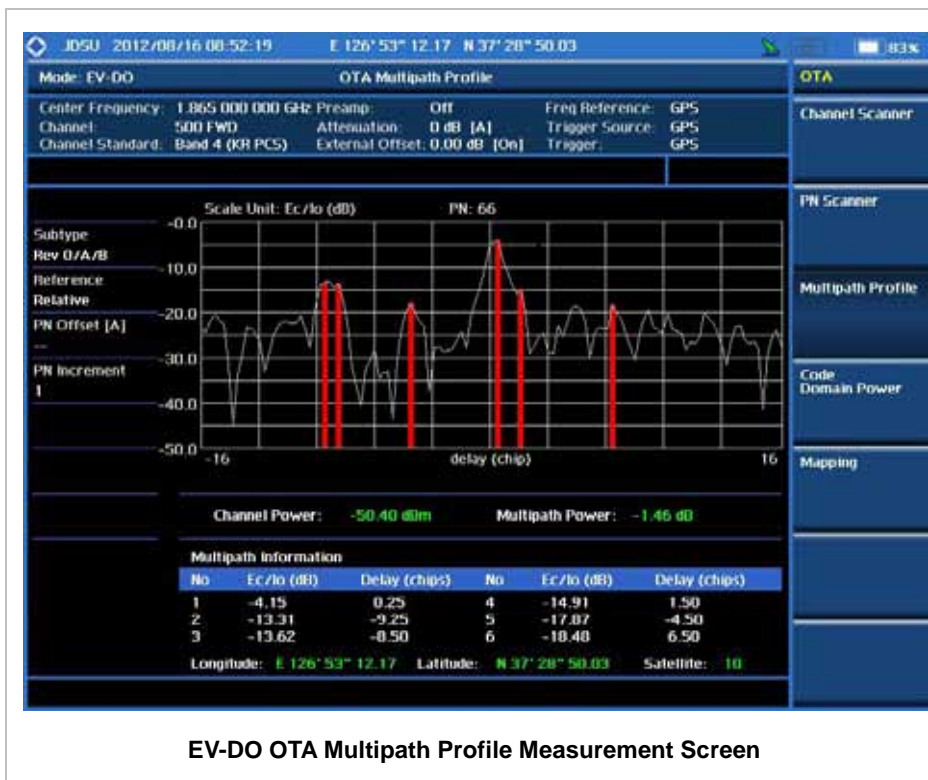 JDSU 2012/08/16 08:52:19 E 126° 53" 12.17 N 37° 28" 50.03 83%
Mode: EV-DO OTA Multipath Profile OTA
Center Frequency: 1.865 000 000 GHz Preamp: Off Freq Reference: GPS
Channel: 500 FWD Attenuation: 0 dB [A] Trigger Source: GPS
Channel Standard: Band 4 (KR PCS) External Offset: 0.00 dB [On] Trigger: GPS
Channel Scanner
PN Scanner
Multipath Profile
Code
Domain Power
Mapping
Scale Unit: Ec/Io (dB) PN: 66
Subtype
Rev 0/A/B
Reference
Relative
PN Offset [A]
--
PN Increment
1
-0.0
-10.0
-20.0
-30.0
-40.0
-50.0
-16 delay (chip) 16
Channel Power: -50.40 dBm Multipath Power: -1.46 dB
Multipath Information
No Ec/Io (dB) Delay (chips) No Ec/Io (dB) Delay (chips)
1 -4.15 0.25 4 -14.91 1.50
2 -13.31 -9.25 5 -17.87 -4.50
3 -13.62 -8.50 6 -18.48 6.50
Longitude: E 126° 53" 12.17 Latitude: N 37° 28" 50.03 Satellite: 10
EV-DO OTA Multipath Profile Measurement Screen